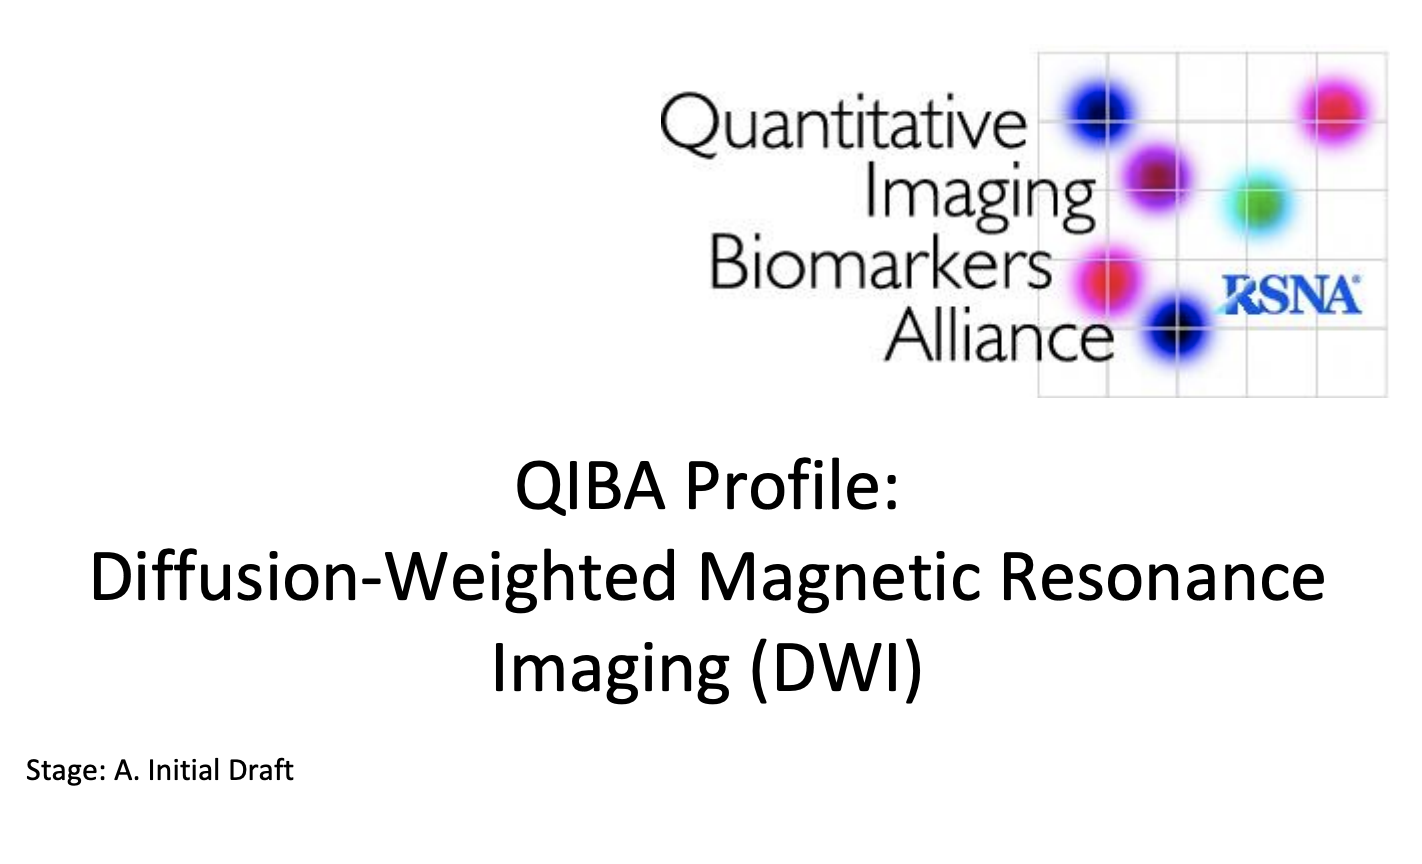 Quantitative
Imaging
Biomarkers
RSNA®
Alliance
QIBA Profile:
Diffusion-Weighted Magnetic Resonance
Imaging (DWI)
Stage: A. Initial Draft